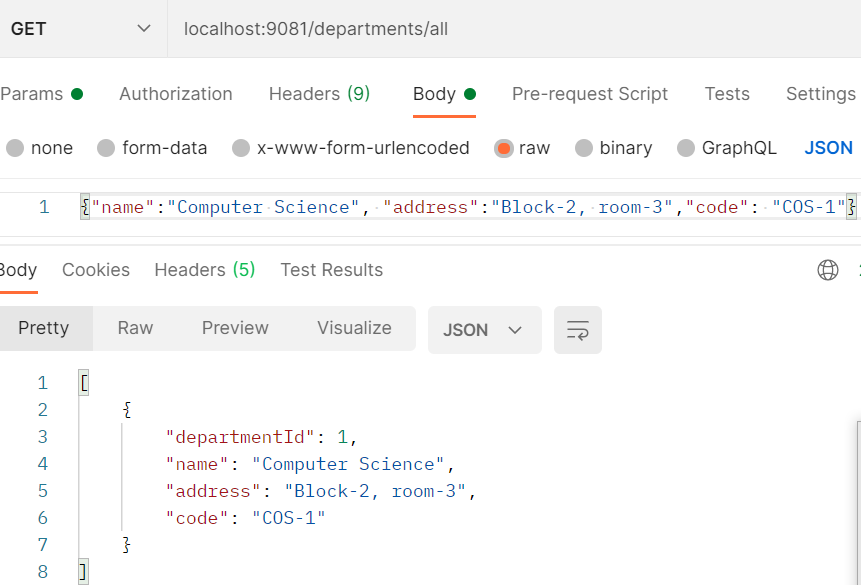 GET localhost:9081/departments/all
Params Authorization Headers (9) Body Pre-request Script Tests Settings
none form-data x-www-form-urlencoded raw binary GraphQL JSON
1 {"name":"Computer Science", "address":"Block-2, room-3","code": "COS-1"}
Body Cookies Headers (5) Test Results
Pretty Raw Preview Visualize JSON
1 [
2 {
3 "departmentId": 1,
4 "name": "Computer Science",
5 "address": "Block-2, room-3",
6 "code": "COS-1"
7 }
8 ]